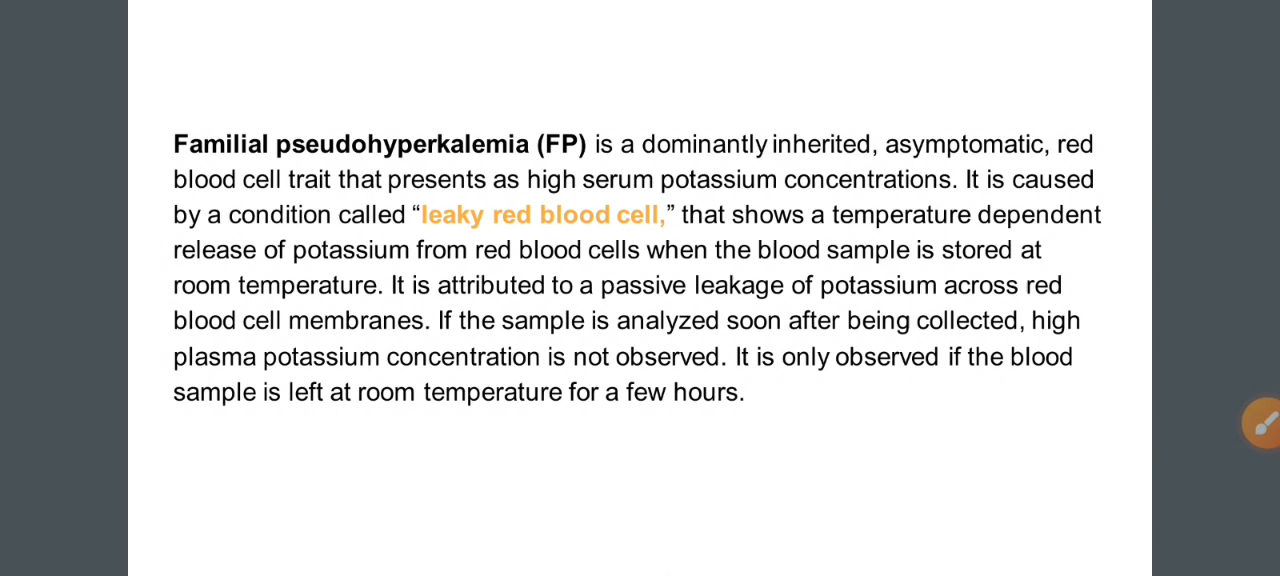 Familial pseudohyperkalemia (FP) is a dominantly inherited, asymptomatic, red
blood cell trait that presents as high serum potassium concentrations. It is caused
by a condition called “leaky red blood cell,” that shows a temperature dependent
release of potassium from red blood cells when the blood sample is stored at
room temperature. It is attributed to a passive leakage of potassium across red
blood cell membranes. If the sample is analyzed soon after being collected, high
plasma potassium concentration is not observed. It is only observed if the blood
sample is left at room temperature for a few hours.